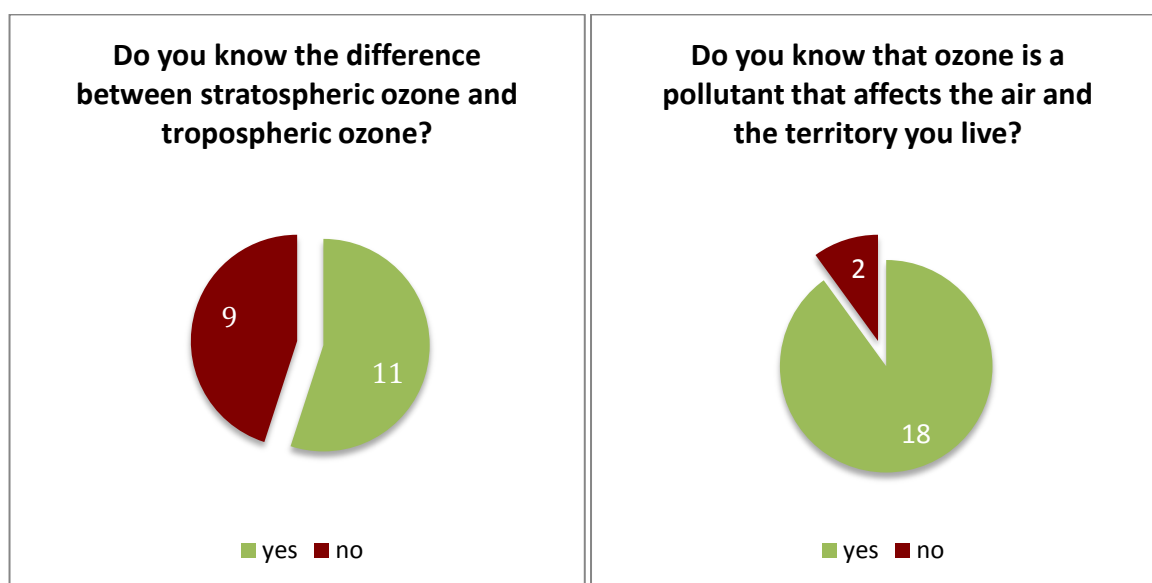 Do you know the difference
between stratospheric ozone and
tropospheric ozone?
9
11
yes no
Do you know that ozone is a
pollutant that affects the air and
the territory you live?
2
18
yes no